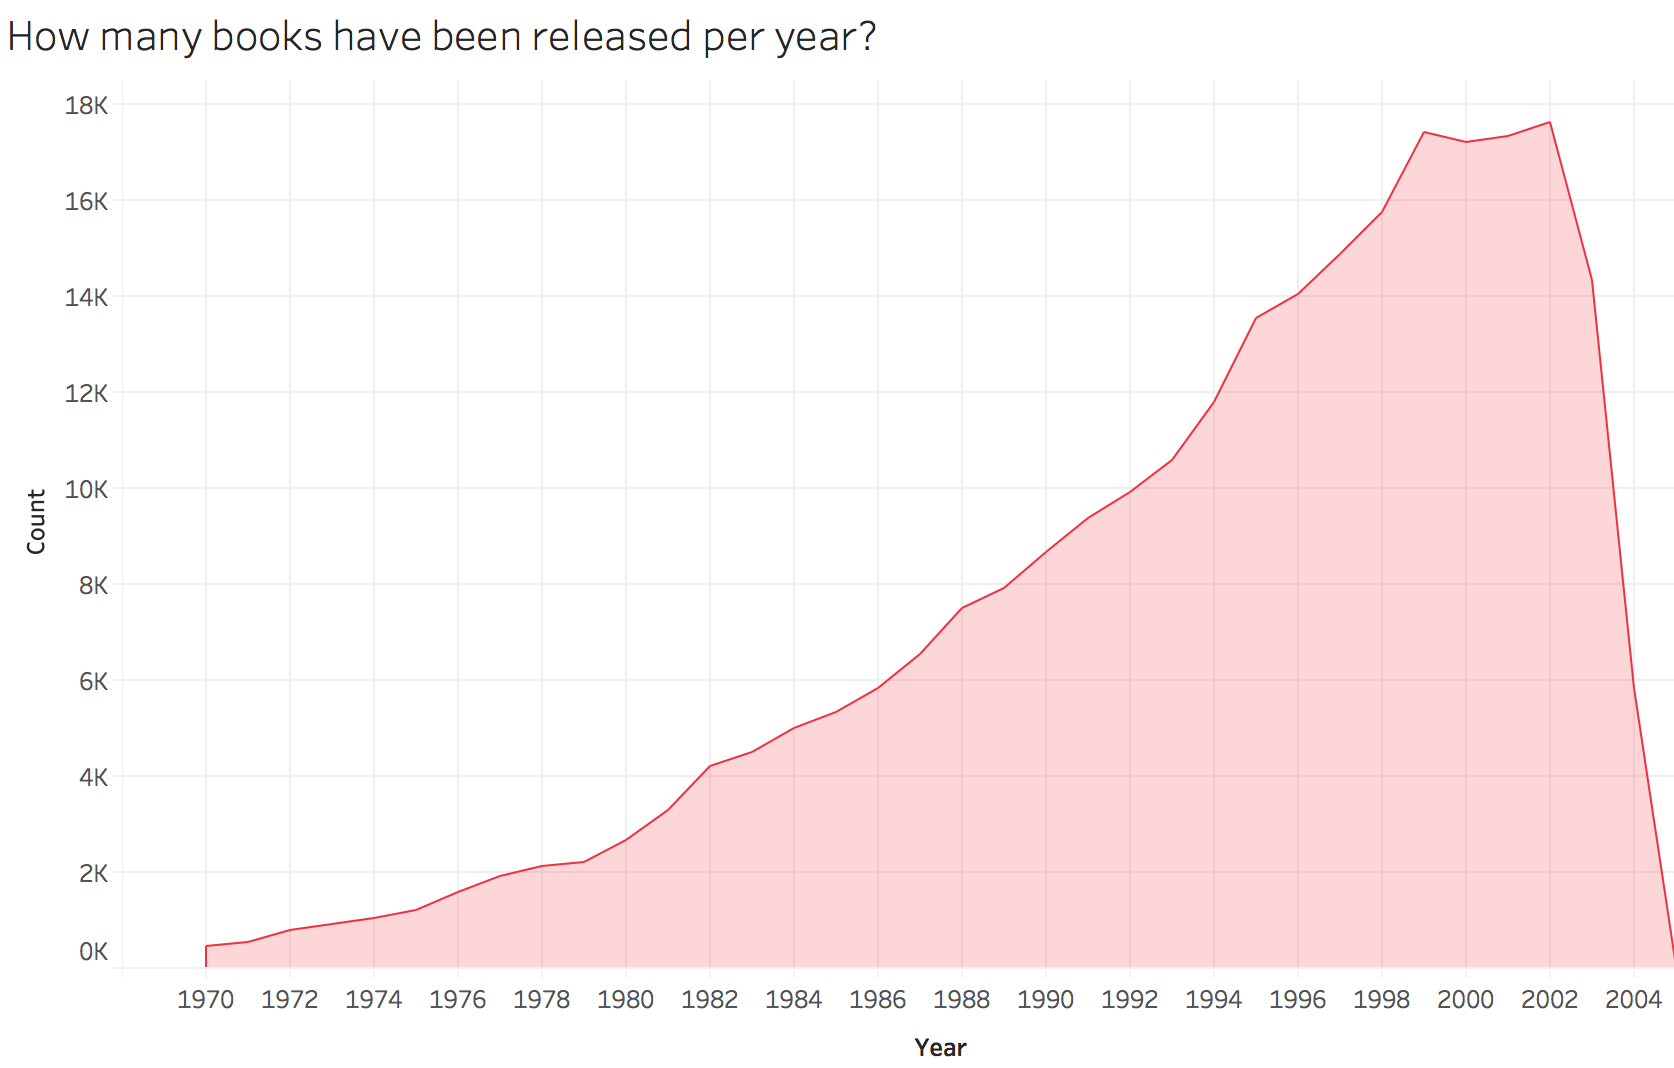 How many books have been released per year?
18K
16K
14K
12K
10K
8K
6K
4K
2K
0K
Count
1970 1972 1974 1976 1978 1980 1982 1984 1986 1988 1990 1992 1994 1996 1998 2000 2002 2004
Year